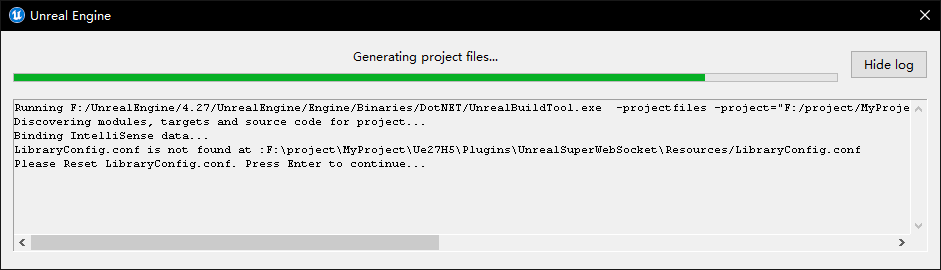 Unreal Engine
Generating project files...
Hide log
Running F:/UnrealEngine/4.27/UnrealEngine/Engine/Binaries/DotNET/UnrealBuildTool.exe  -projectfiles -project="F:/project/MyProje
Discovering modules, targets and source code for project...
Binding IntelliSense data...
LibraryConfig.conf is not found at :F:\project\MyProject\Ue27H5\Plugins\UnrealSuperWebSocket\Resources/LibraryConfig.conf
Please Reset LibraryConfig.conf. Press Enter to continue...